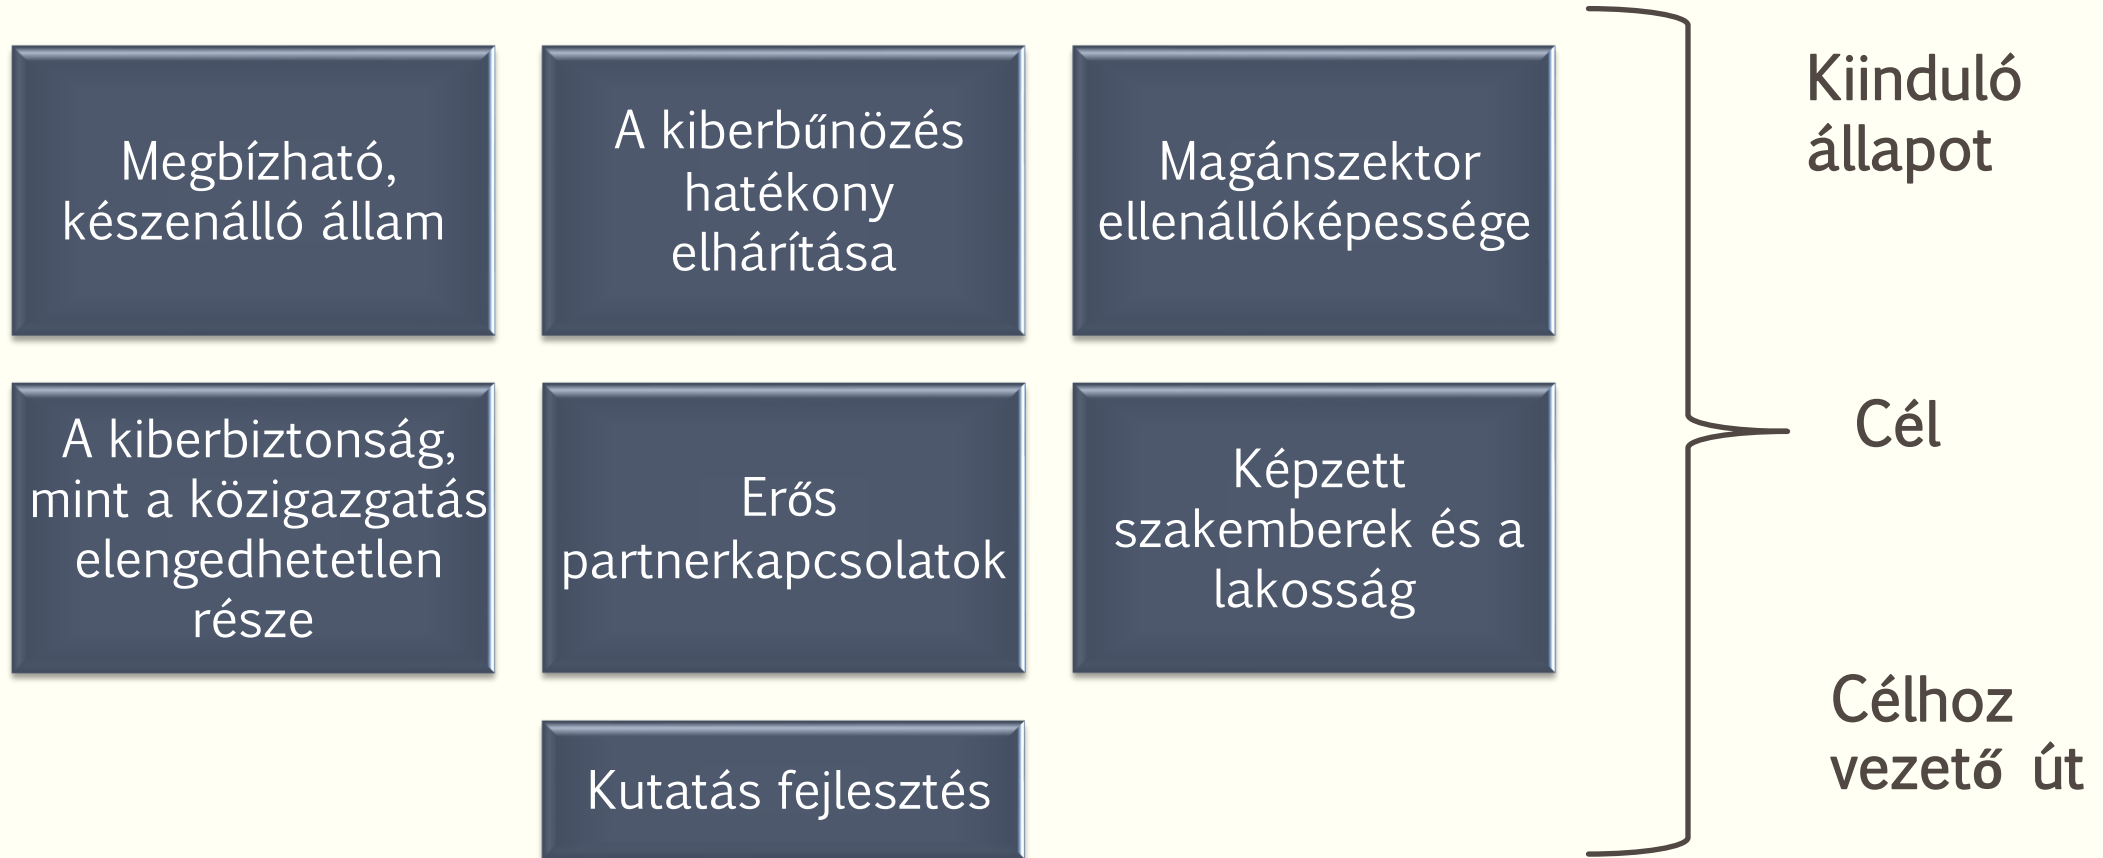 Megbízható,
készenálló állam
A kiberbűnözés
hatékony
elhárítása
Magánszektor
ellenállóképessége
A kiberbiztonság,
mint a közigazgatás
elengedhetetlen
része
Erős
partnerkapcsolatok
Képzett
szakemberek és a
lakosság
Kutatás fejlesztés
Kiinduló
állapot
Cél
Célhoz
vezető út